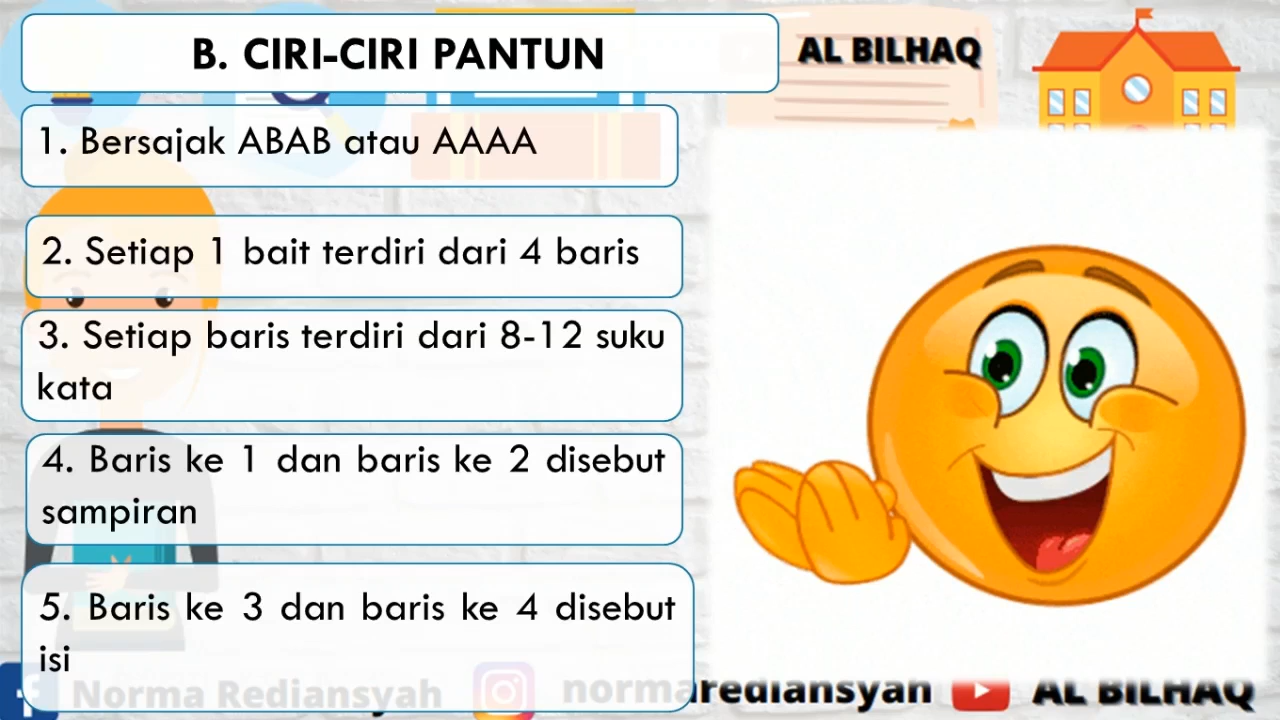 B. CIRI-CIRI PANTUN
AL BILHAQ
1. Bersajak ABAB atau AAAA
2. Setiap 1 bait terdiri dari 4 baris
3. Setiap baris terdiri dari 8-12 suku
kata
4. Baris ke 1 dan baris ke 2 disebut
sampiran
5. Baris ke 3 dan baris ke 4 disebut
isi
Norma Rediansyah
normarediansyah
AL BILHAQ